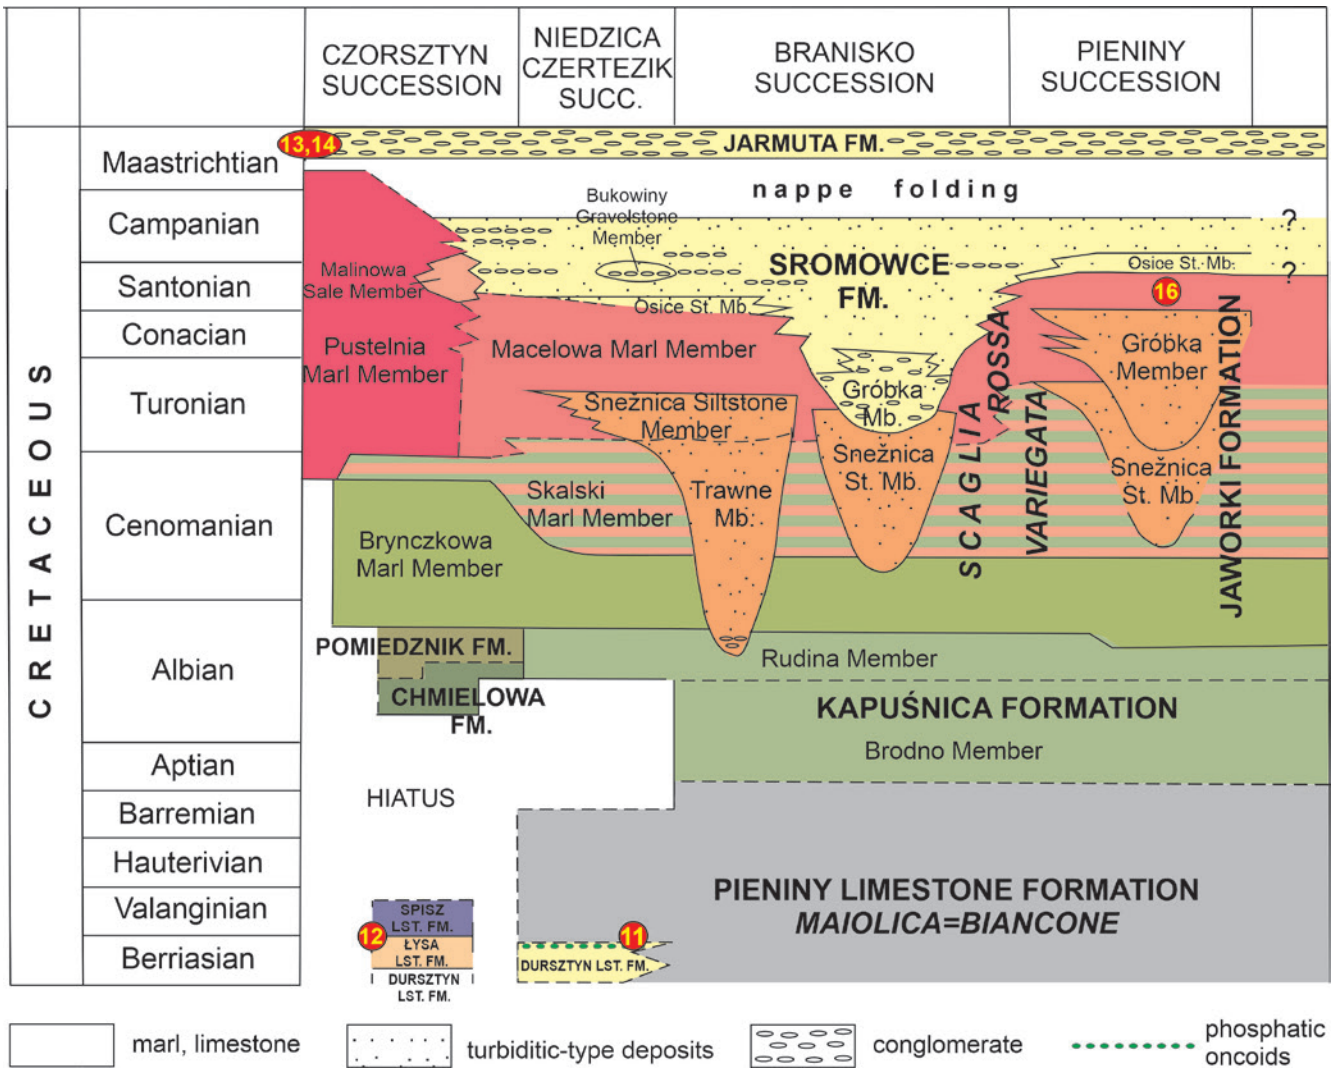 CZORSZTYN
SUCCESSION
NIEDZICA
CZERTEZIK
SUCC.
BRANISKO
SUCCESSION
PIENINY
SUCCESSION
CRETACEOUS
Maastrichtian
Campanian
Santonian
Conacian
Turonian
Cenomanian
Albian
Aptian
Barremian
Hauterivian
Valanginian
Berriasian
13,14
JARMUTA FM.
nappe folding
Bukowiny
Gravelstone
Member
?
Malinowa
Sale Member
SROMOWCE
FM.
Osice St. Mb.
?
Osice St. Mb.
16
Pustelnia
Marl Member
Macelowa Marl Member
Gróbka
Member
Gróbka
Mb.
Snežnica Siltstone
Member
Snežnica
St. Mb.
Snežnica
St. Mb.
Trawne
Mb.
Skalski
Marl Member
SCAGLIA
ROSSA
VARIEGATA
JAWORKI FORMATION
Brynczkowa
Marl Member
POMIEDZNIK FM.
CHMIELOWA
FM.
Rudina Member
KAPUŚNICA FORMATION
Brodno Member
HIATUS
PIENINY LIMESTONE FORMATION
MAIOLICA=BIANCONE
SPISZ
LST. FM.
12
ŁYSA
LST. FM.
DURSZTYN
LST. FM.
11
DURSZTYN LST. FM.
marl, limestone
turbiditic-type deposits
conglomerate
phosphatic
oncoids